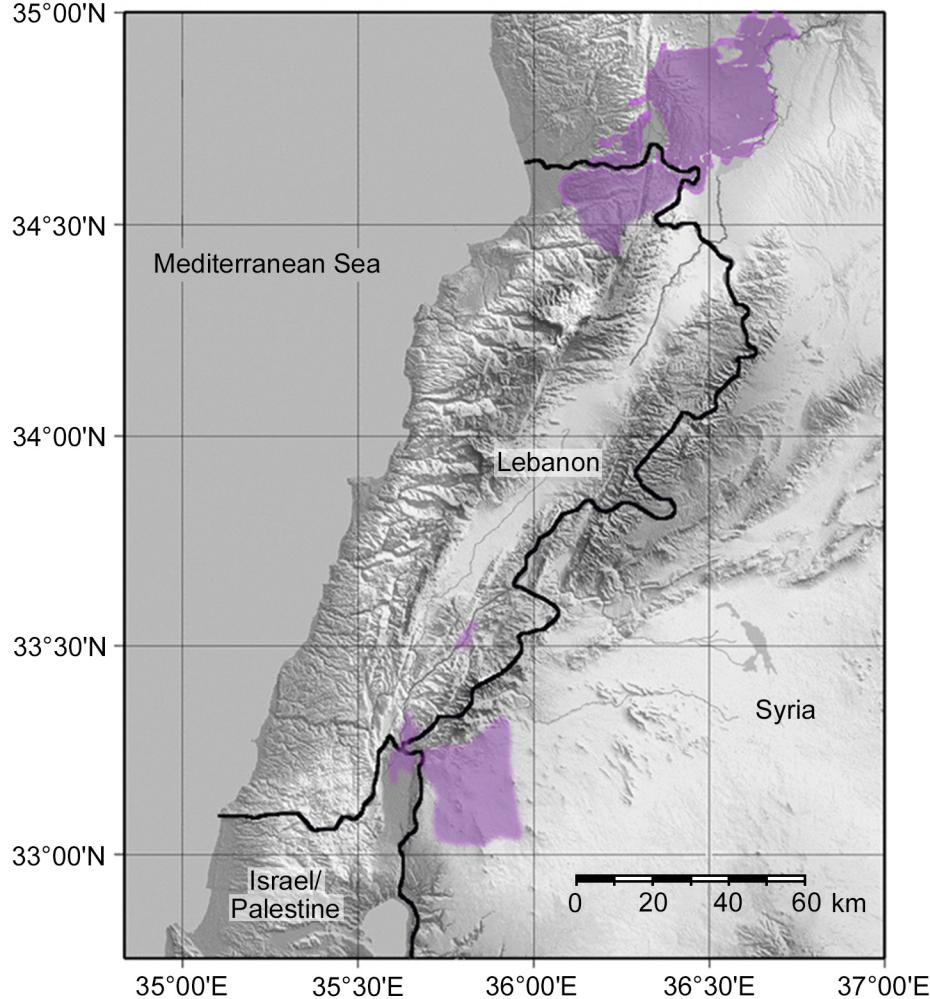 35°00'N
34°30'N
Mediterranean Sea
34°00'N
Lebanon
33°30'N
Syria
33°00'N
Israel/
Palestine
0 20 40 60 km
35°00'E 35°30'E 36°00'E 36°30'E 37°00'E